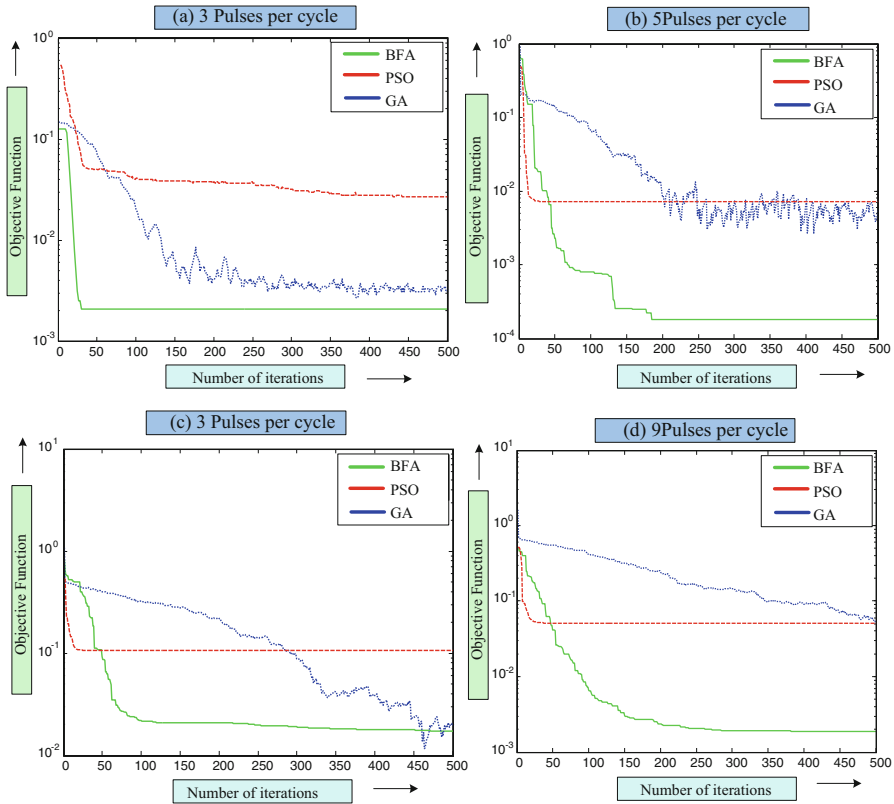 (a) 3 Pulses per cycle
10^0
10^-1
10^-2
10^-3
Objective Function
BFA
PSO
GA
0 50 100 150 200 250 300 350 400 450 500
Number of iterations
(b) 5Pulses per cycle
10^0
10^-1
10^-2
10^-3
10^-4
Objective Function
BFA
PSO
GA
0 50 100 150 200 250 300 350 400 450 500
Number of iterations
(c) 3 Pulses per cycle
10^1
10^0
10^-1
10^-2
Objective Function
BFA
PSO
GA
0 50 100 150 200 250 300 350 400 450 500
Number of iterations
(d) 9Pulses per cycle
10^1
10^0
10^-1
10^-2
10^-3
Objective Function
BFA
PSO
GA
0 50 100 150 200 250 300 350 400 450 500
Number of iterations